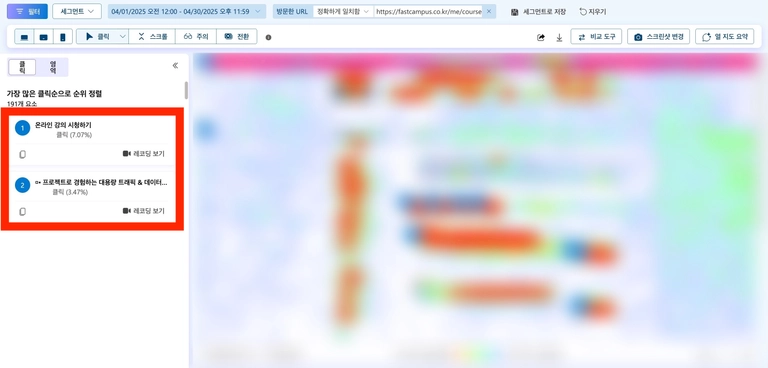 필터
세그먼트
04/01/2025 오전 12:00 - 04/30/2025 오후 11:59
방문한 URL
정확하게 일치함
https://fastcampus.co.kr/me/course
세그먼트로 저장
지우기
클릭
스크롤
주의
전환
비교 도구
스크린샷 변경
열 지도 요약
클
릭
영
역
가장 많은 클릭순으로 순위 정렬
191개 요소
1
온라인 강의 시청하기
클릭 (7.07%)
레코딩 보기
2
프로젝트로 경험하는 대용량 트래픽 & 데이터...
클릭 (3.47%)
레코딩 보기